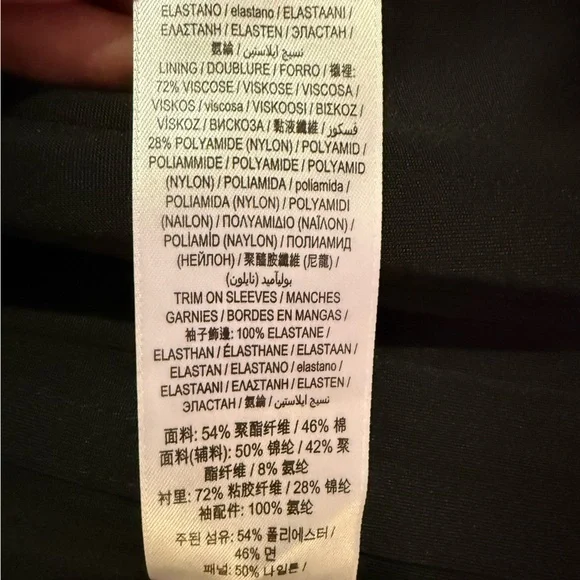 ELASTANO / elastano / ELASTAANI /
ΕΛΑΣΤΑΝΗ / ELASTEN / ЭЛАСТАН /
氨綸 / نسيج ايلاستين /
LINING / DOUBLURE / FORRO / 襯裡:
72% VISCOSE / VISKOSE / VISCOSA /
VISKOS / viscosa / VISKOOSI / ΒΙΣΚΟΖ /
VİSKOZ / ВИСКОЗА / 黏液纖維 / فسكوز /
28% POLYAMIDE (NYLON) / POLYAMID /
POLIAMMIDE / POLYAMIDE / POLYAMID
(NYLON) / POLIAMIDA / poliamida /
POLIAMIDA (NYLON) / POLYAMIDI
(NAILON) / ΠΟΛΥΑΜΙΔΙΟ (ΝΑΪΛΟΝ) /
POLİAMİD (NAYLON) / ПОЛИАМИД
(НЕЙЛОН) / 聚醯胺纖維 (尼龍) /
بوليآميد (نايلون)
TRIM ON SLEEVES / MANCHES
GARNIES / BORDES EN MANGAS /
袖子飾邊: 100% ELASTANE /
ELASTHAN / ÉLASTHANE / ELASTAAN /
ELASTAN / ELASTANO / elastano /
ELASTAANI / ΕΛΑΣΤΑΝΗ / ELASTEN /
ЭЛАСТАН / 氨綸 / نسيج ايلاستين /
面料: 54% 聚酯纤维 / 46% 棉
面料(辅料): 50% 锦纶 / 42% 聚
酯纤维 / 8% 氨纶
衬里: 72% 粘胶纤维 / 28% 锦纶
袖配件: 100% 氨纶
주된 섬유: 54% 폴리에스터 /
46% 면
패널: 50% 나일론 /